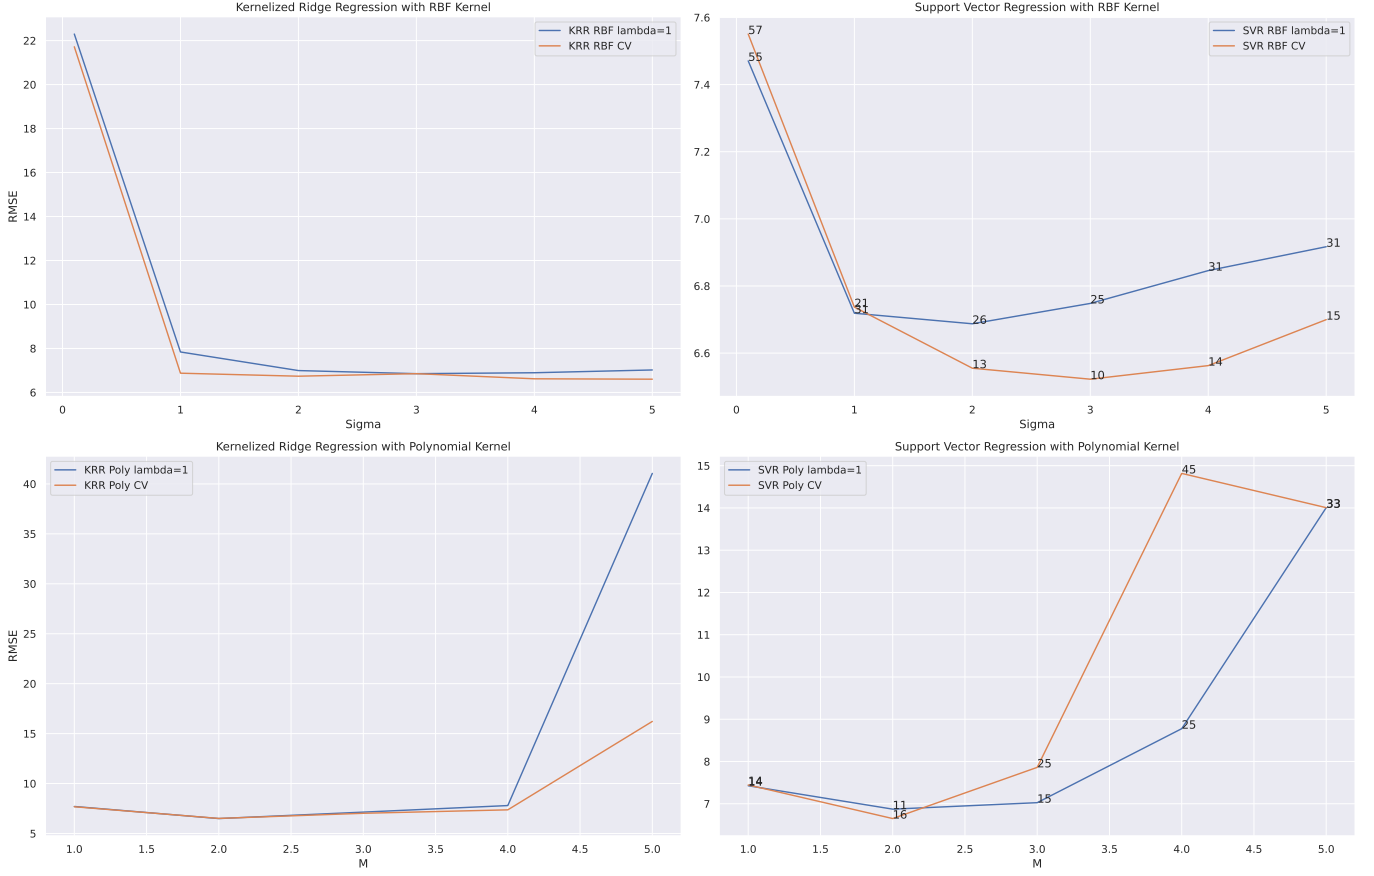 Kernelized Ridge Regression with RBF Kernel
KRR RBF lambda=1
KRR RBF CV
22
20
18
16
14
12
10
8
6
RMSE
0 1 2 3 4 5
Sigma
Support Vector Regression with RBF Kernel
SVR RBF lambda=1
SVR RBF CV
7.6
7.4
7.2
7.0
6.8
6.6
57
55
21
31
26
25
31
31
13
10
14
15
0 1 2 3 4 5
Sigma
Kernelized Ridge Regression with Polynomial Kernel
KRR Poly lambda=1
KRR Poly CV
40
35
30
25
20
15
10
5
RMSE
1.0 1.5 2.0 2.5 3.0 3.5 4.0 4.5 5.0
M
Support Vector Regression with Polynomial Kernel
SVR Poly lambda=1
SVR Poly CV
15
14
13
12
11
10
9
8
7
14
14
11
16
25
15
45
25
33
33
1.0 1.5 2.0 2.5 3.0 3.5 4.0 4.5 5.0
M